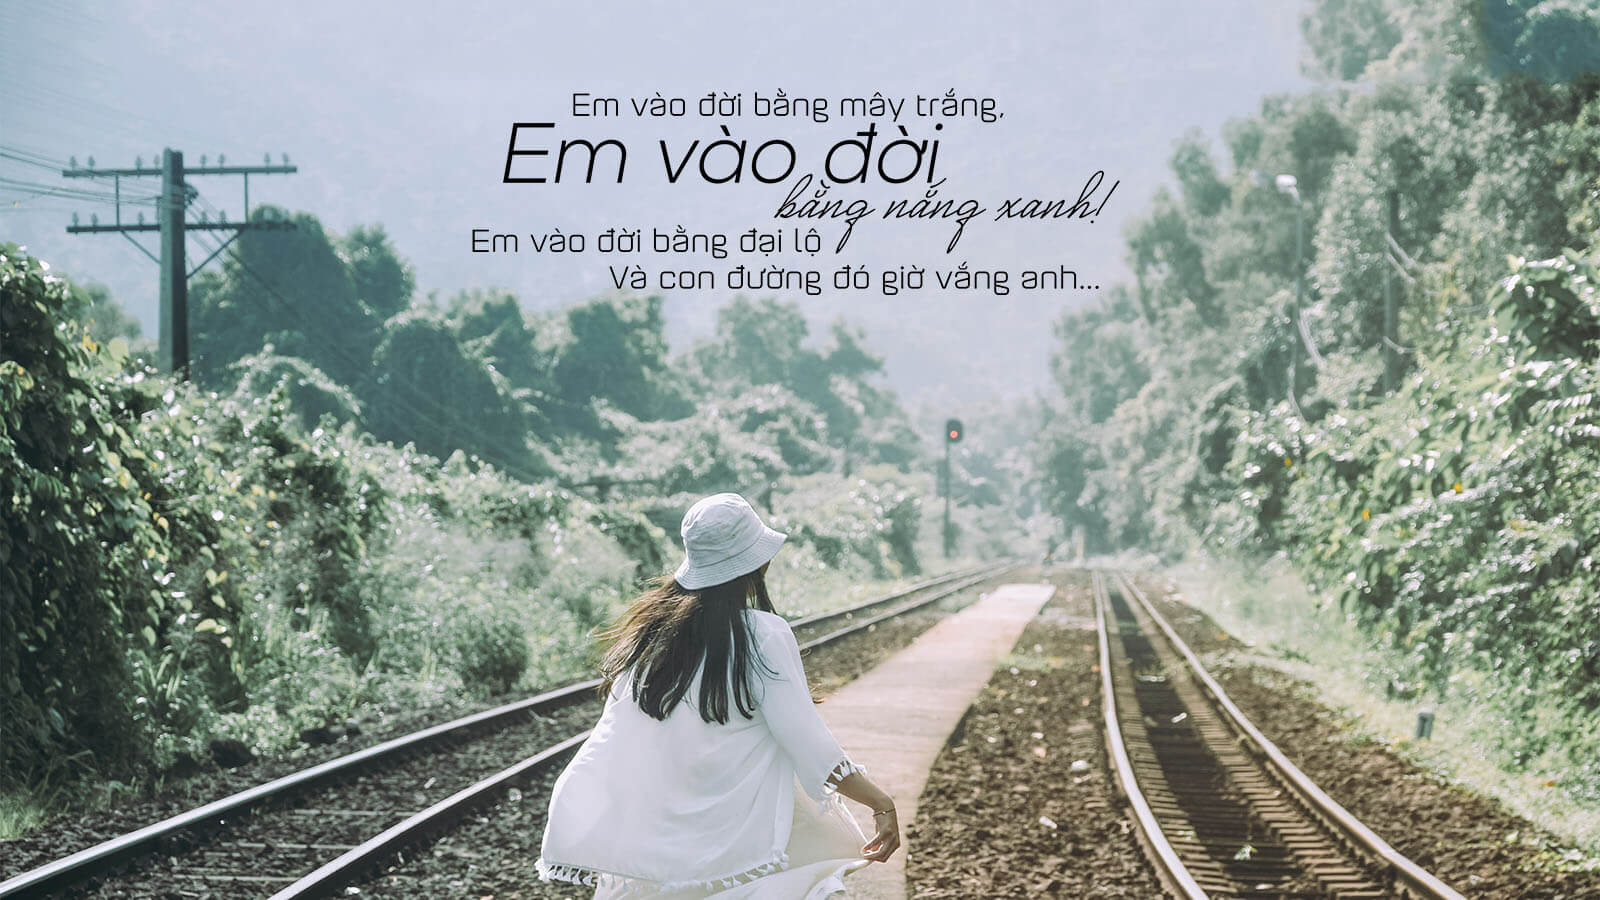 Em vào đời bằng mây trắng,
Em vào đời
bằng nắng xanh!
Em vào đời bằng đại lộ
Và con đường đó giờ vắng anh...